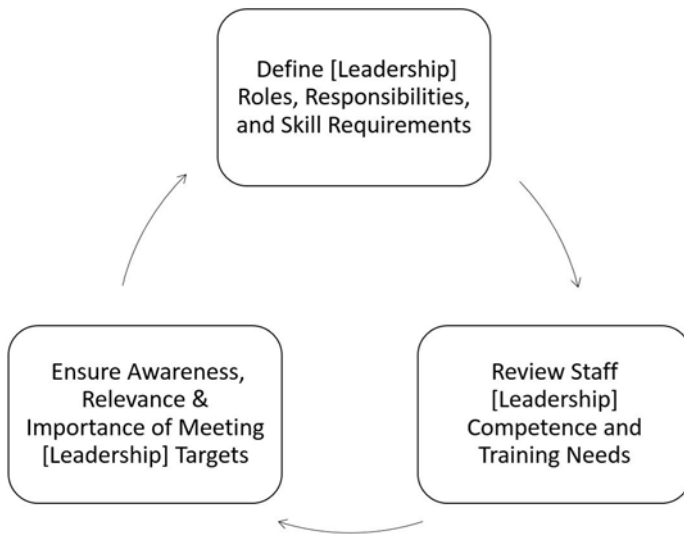 Define [Leadership]
Roles, Responsibilities,
and Skill Requirements
Ensure Awareness,
Relevance &
Importance of Meeting
[Leadership] Targets
Review Staff
[Leadership]
Competence and
Training Needs